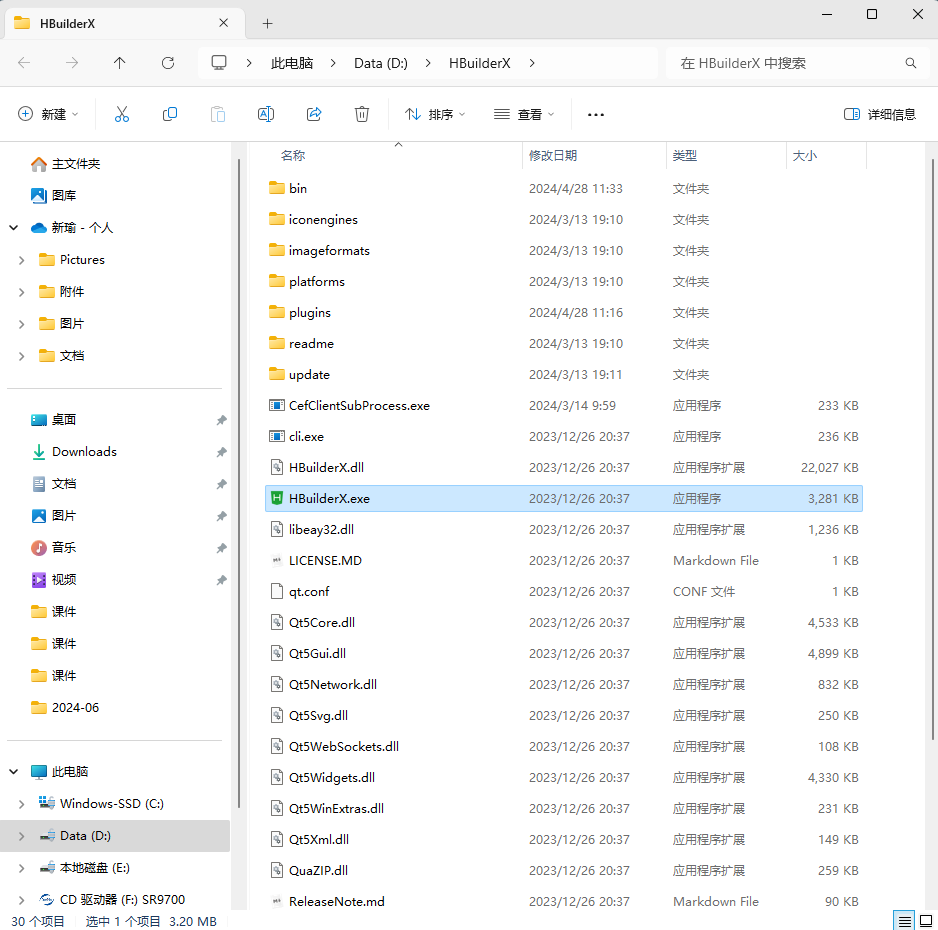 HBuilderX
此电脑 Data (D:) HBuilderX 在 HBuilderX 中搜索
新建 排序 查看 ... 详细信息
主文件夹
图库
新瑜 - 个人
Pictures
附件
图片
文档
桌面
Downloads
文档
图片
音乐
视频
课件
课件
课件
2024-06
此电脑
Windows-SSD (C:)
Data (D:)
本地磁盘 (E:)
CD 驱动器 (F:) SR9700
名称 修改日期 类型 大小
bin 2024/4/28 11:33 文件夹
iconengines 2024/3/13 19:10 文件夹
imageformats 2024/3/13 19:10 文件夹
platforms 2024/3/13 19:10 文件夹
plugins 2024/4/28 11:16 文件夹
readme 2024/3/13 19:10 文件夹
update 2024/3/13 19:11 文件夹
CefClientSubProcess.exe 2024/3/14 9:59 应用程序 233 KB
cli.exe 2023/12/26 20:37 应用程序 236 KB
HBuilderX.dll 2023/12/26 20:37 应用程序扩展 22,027 KB
HBuilderX.exe 2023/12/26 20:37 应用程序 3,281 KB
libeay32.dll 2023/12/26 20:37 应用程序扩展 1,236 KB
LICENSE.MD 2023/12/26 20:37 Markdown File 1 KB
qt.conf 2023/12/26 20:37 CONF 文件 1 KB
Qt5Core.dll 2023/12/26 20:37 应用程序扩展 4,533 KB
Qt5Gui.dll 2023/12/26 20:37 应用程序扩展 4,899 KB
Qt5Network.dll 2023/12/26 20:37 应用程序扩展 832 KB
Qt5Svg.dll 2023/12/26 20:37 应用程序扩展 250 KB
Qt5WebSockets.dll 2023/12/26 20:37 应用程序扩展 108 KB
Qt5Widgets.dll 2023/12/26 20:37 应用程序扩展 4,330 KB
Qt5WinExtras.dll 2023/12/26 20:37 应用程序扩展 231 KB
Qt5Xml.dll 2023/12/26 20:37 应用程序扩展 149 KB
QuaZIP.dll 2023/12/26 20:37 应用程序扩展 259 KB
ReleaseNote.md 2023/12/26 20:37 Markdown File 90 KB
30 个项目 选中 1 个项目 3.20 MB